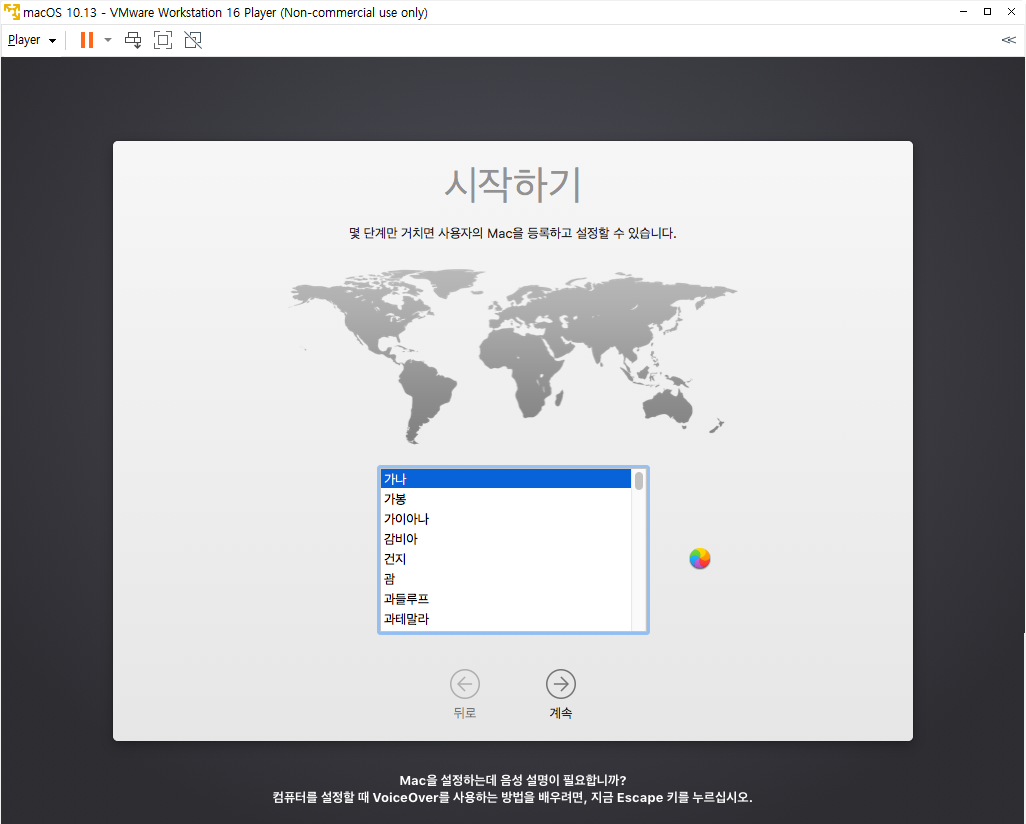 macOS 10.13 - VMware Workstation 16 Player (Non-commercial use only)
Player
시작하기
몇 단계만 거치면 사용자의 Mac을 등록하고 설정할 수 있습니다.
가나
가봉
가이아나
감비아
건지
괌
과들루프
과테말라
뒤로
계속
Mac을 설정하는데 음성 설명이 필요합니까?
컴퓨터를 설정할 때 VoiceOver를 사용하는 방법을 배우려면, 지금 Escape 키를 누르십시오.